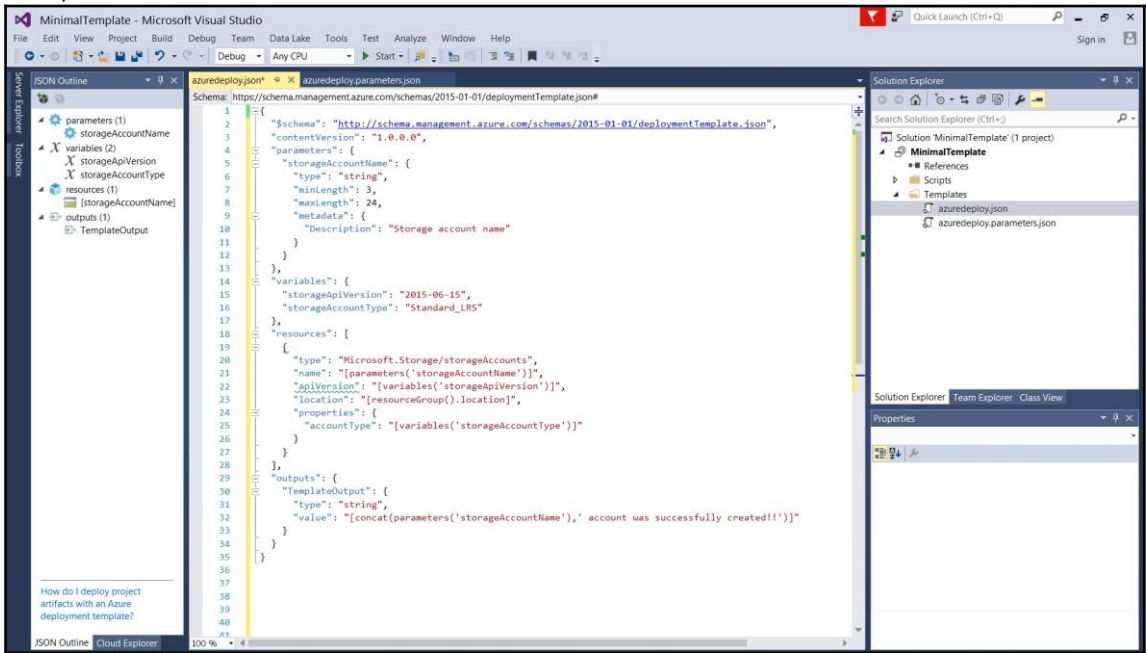 MinimalTemplate - Microsoft Visual Studio
Quick Launch (Ctrl+Q)
File Edit View Project Build Debug Team Data Lake Tools Test Analyze Window Help
Sign in
Debug Any CPU Start
Server Explorer
Toolbox
JSON Outline
parameters (1)
storageAccountName
variables (2)
storageApiVersion
storageAccountType
resources (1)
[storageAccountName]
outputs (1)
TemplateOutput
How do I deploy project
artifacts with an Azure
deployment template?
JSON Outline Cloud Explorer
azuredeploy.json* azuredeploy.parameters.json
Schema: https://schema.management.azure.com/schemas/2015-01-01/deploymentTemplate.json#
1 {
2 "$schema": "http://schema.management.azure.com/schemas/2015-01-01/deploymentTemplate.json",
3 "contentVersion": "1.0.0.0",
4 "parameters": {
5 "storageAccountName": {
6 "type": "string",
7 "minLength": 3,
8 "maxLength": 24,
9 "metadata": {
10 "Description": "Storage account name"
11 }
12 }
13 },
14 "variables": {
15 "storageApiVersion": "2015-06-15",
16 "storageAccountType": "Standard_LRS"
17 },
18 "resources": [
19 {
20 "type": "Microsoft.Storage/storageAccounts",
21 "name": "[parameters('storageAccountName')]",
22 "apiVersion": "[variables('storageApiVersion')]",
23 "location": "[resourceGroup().location]",
24 "properties": {
25 "accountType": "[variables('storageAccountType')]"
26 }
27 }
28 ],
29 "outputs": {
30 "TemplateOutput": {
31 "type": "string",
32 "value": "[concat(parameters('storageAccountName'),' account was successfully created!!')]"
33 }
34 }
35 }
36
37
38
39
40
41
100 %
Solution Explorer
Search Solution Explorer (Ctrl+;)
Solution 'MinimalTemplate' (1 project)
MinimalTemplate
References
Scripts
Templates
azuredeploy.json
azuredeploy.parameters.json
Solution Explorer Team Explorer Class View
Properties